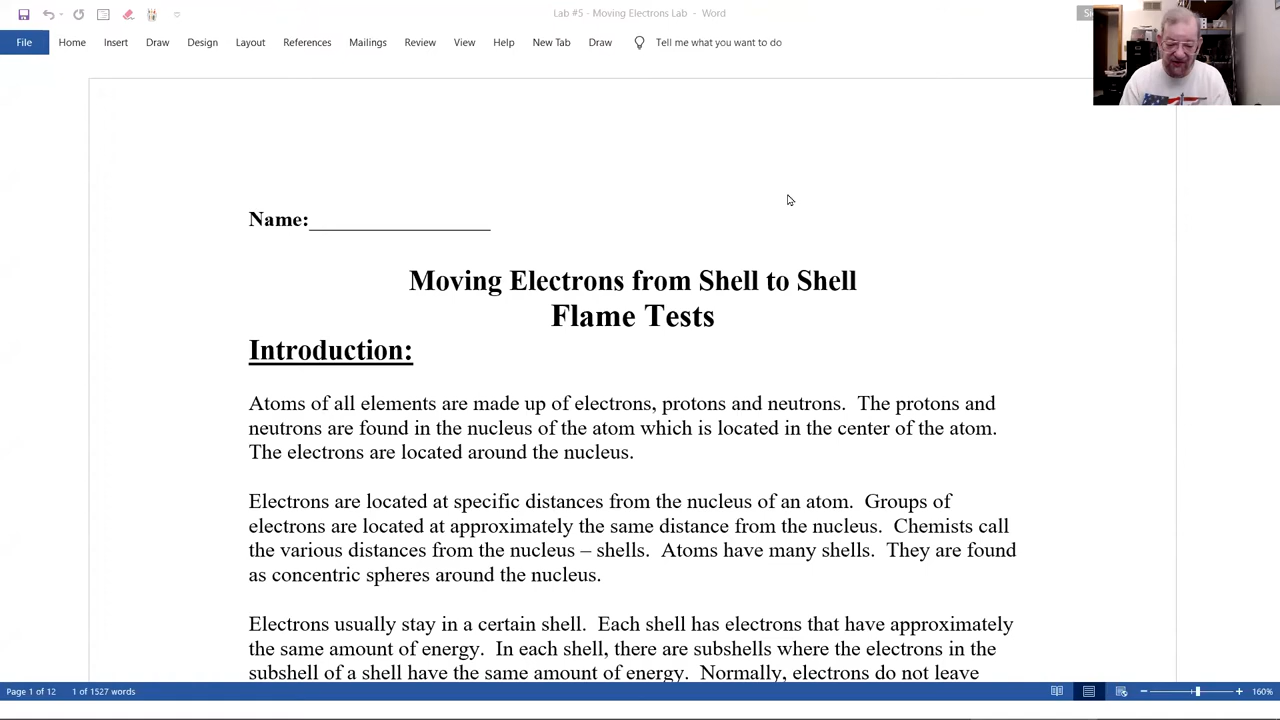 Lab #5 - Moving Electrons Lab - Word
File Home Insert Draw Design Layout References Mailings Review View Help New Tab Draw Tell me what you want to do
Name:
Moving Electrons from Shell to Shell
Flame Tests
Introduction:
Atoms of all elements are made up of electrons, protons and neutrons. The protons and
neutrons are found in the nucleus of the atom which is located in the center of the atom.
The electrons are located around the nucleus.
Electrons are located at specific distances from the nucleus of an atom. Groups of
electrons are located at approximately the same distance from the nucleus. Chemists call
the various distances from the nucleus – shells. Atoms have many shells. They are found
as concentric spheres around the nucleus.
Electrons usually stay in a certain shell. Each shell has electrons that have approximately
the same amount of energy. In each shell, there are subshells where the electrons in the
subshell of a shell have the same amount of energy. Normally, electrons do not leave
Page 1 of 12 1 of 1527 words 160%